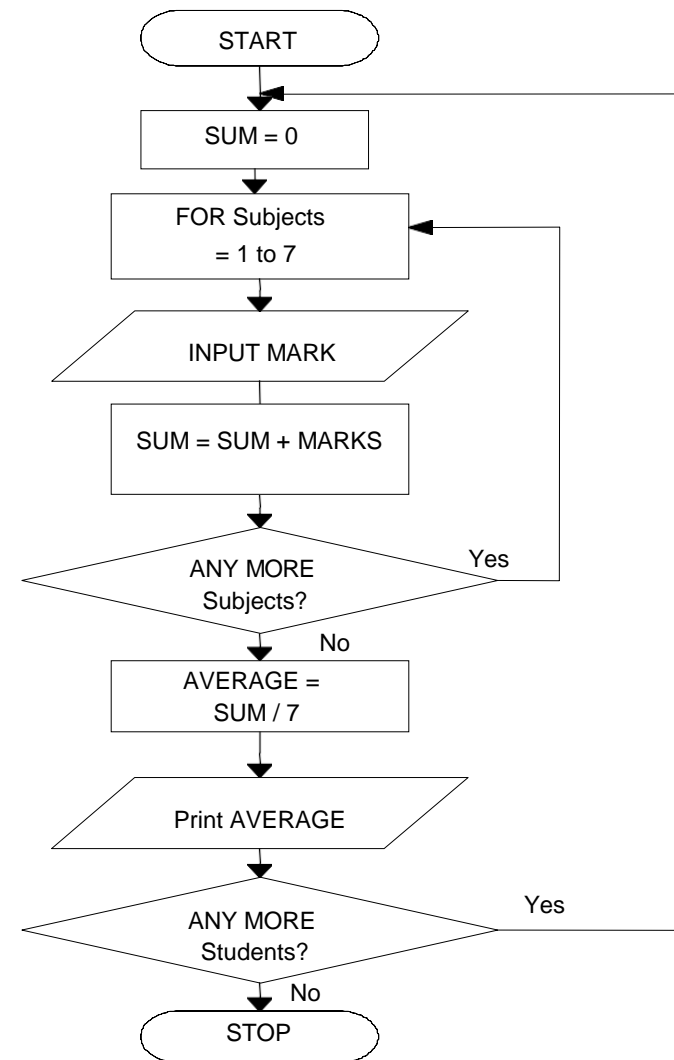 START
SUM = 0
FOR Subjects
= 1 to 7
INPUT MARK
SUM = SUM + MARKS
ANY MORE
Subjects?
Yes
No
AVERAGE =
SUM / 7
Print AVERAGE
ANY MORE
Students?
Yes
No
STOP